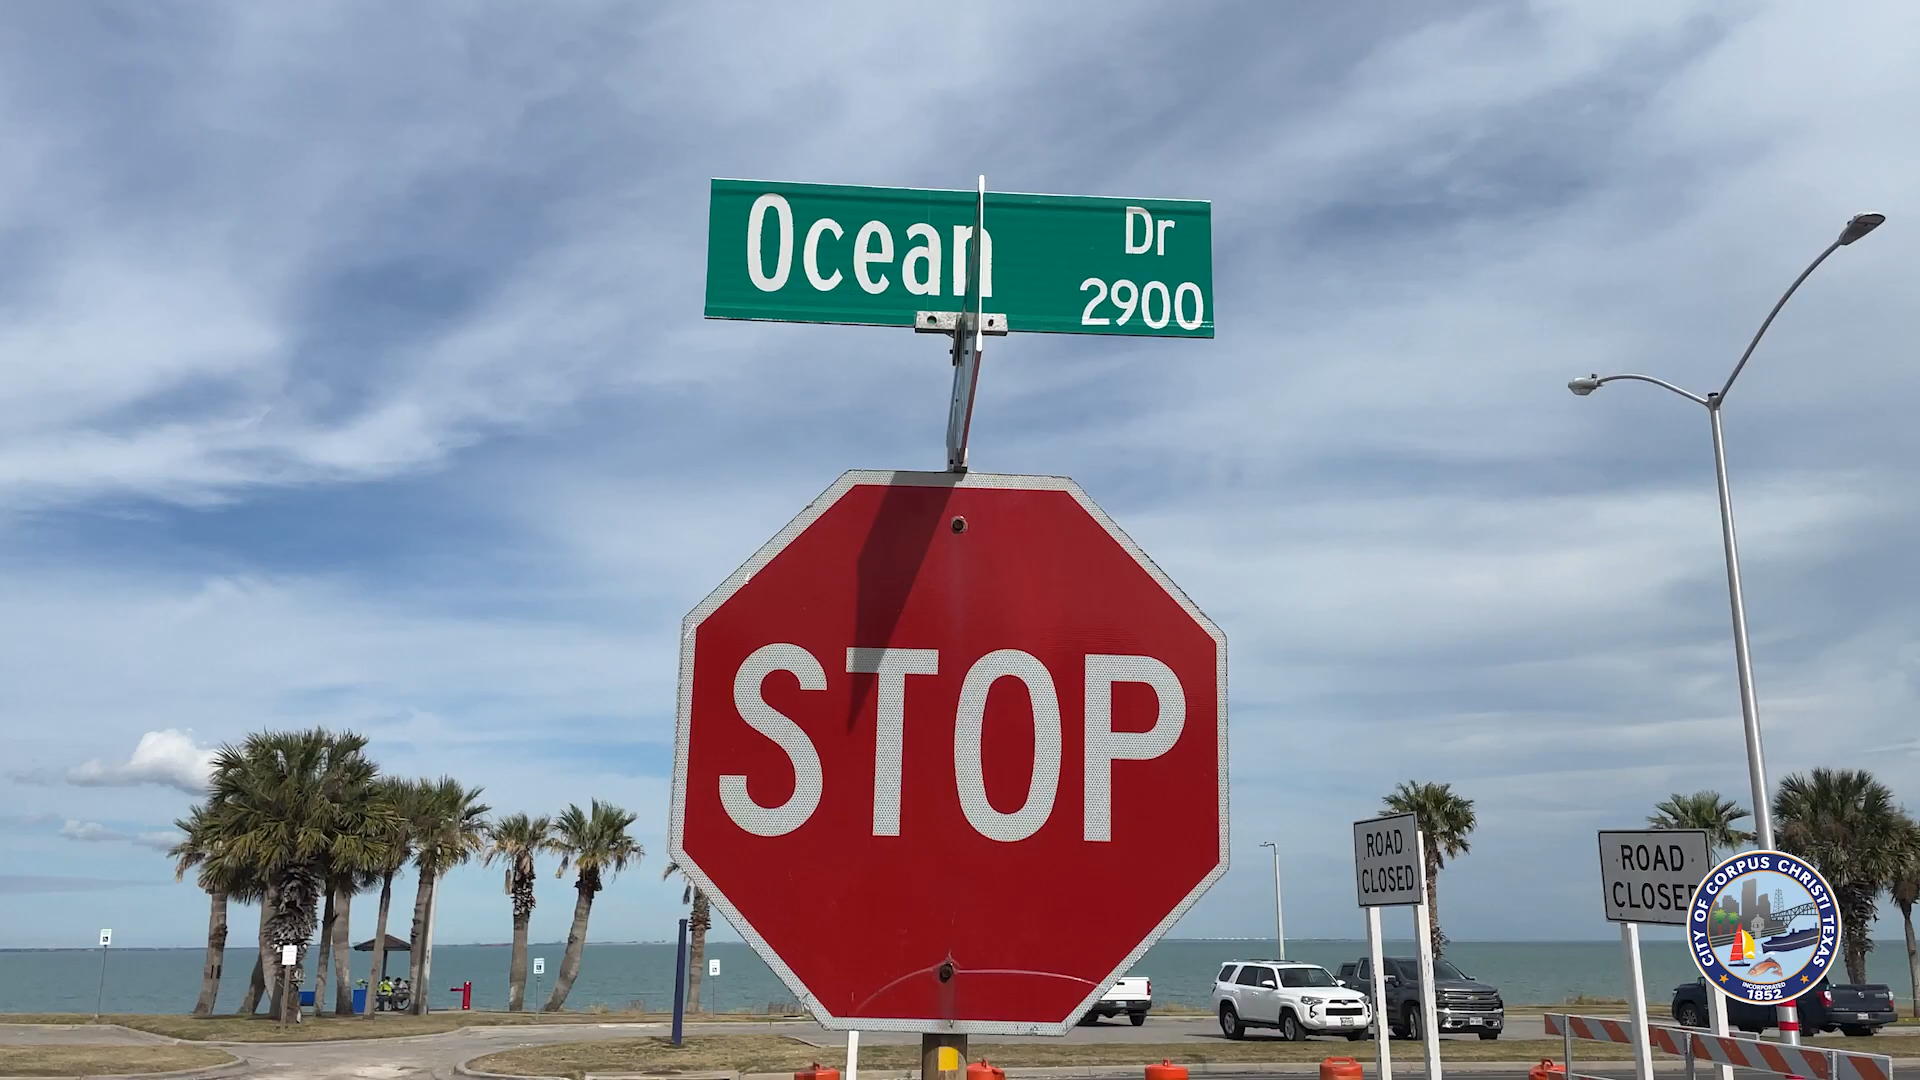 Ocean Dr
2900
STOP
ROAD
CLOSED
ROAD
CLOSED
CITY OF CORPUS CHRISTI TEXAS
INCORPORATED
1852